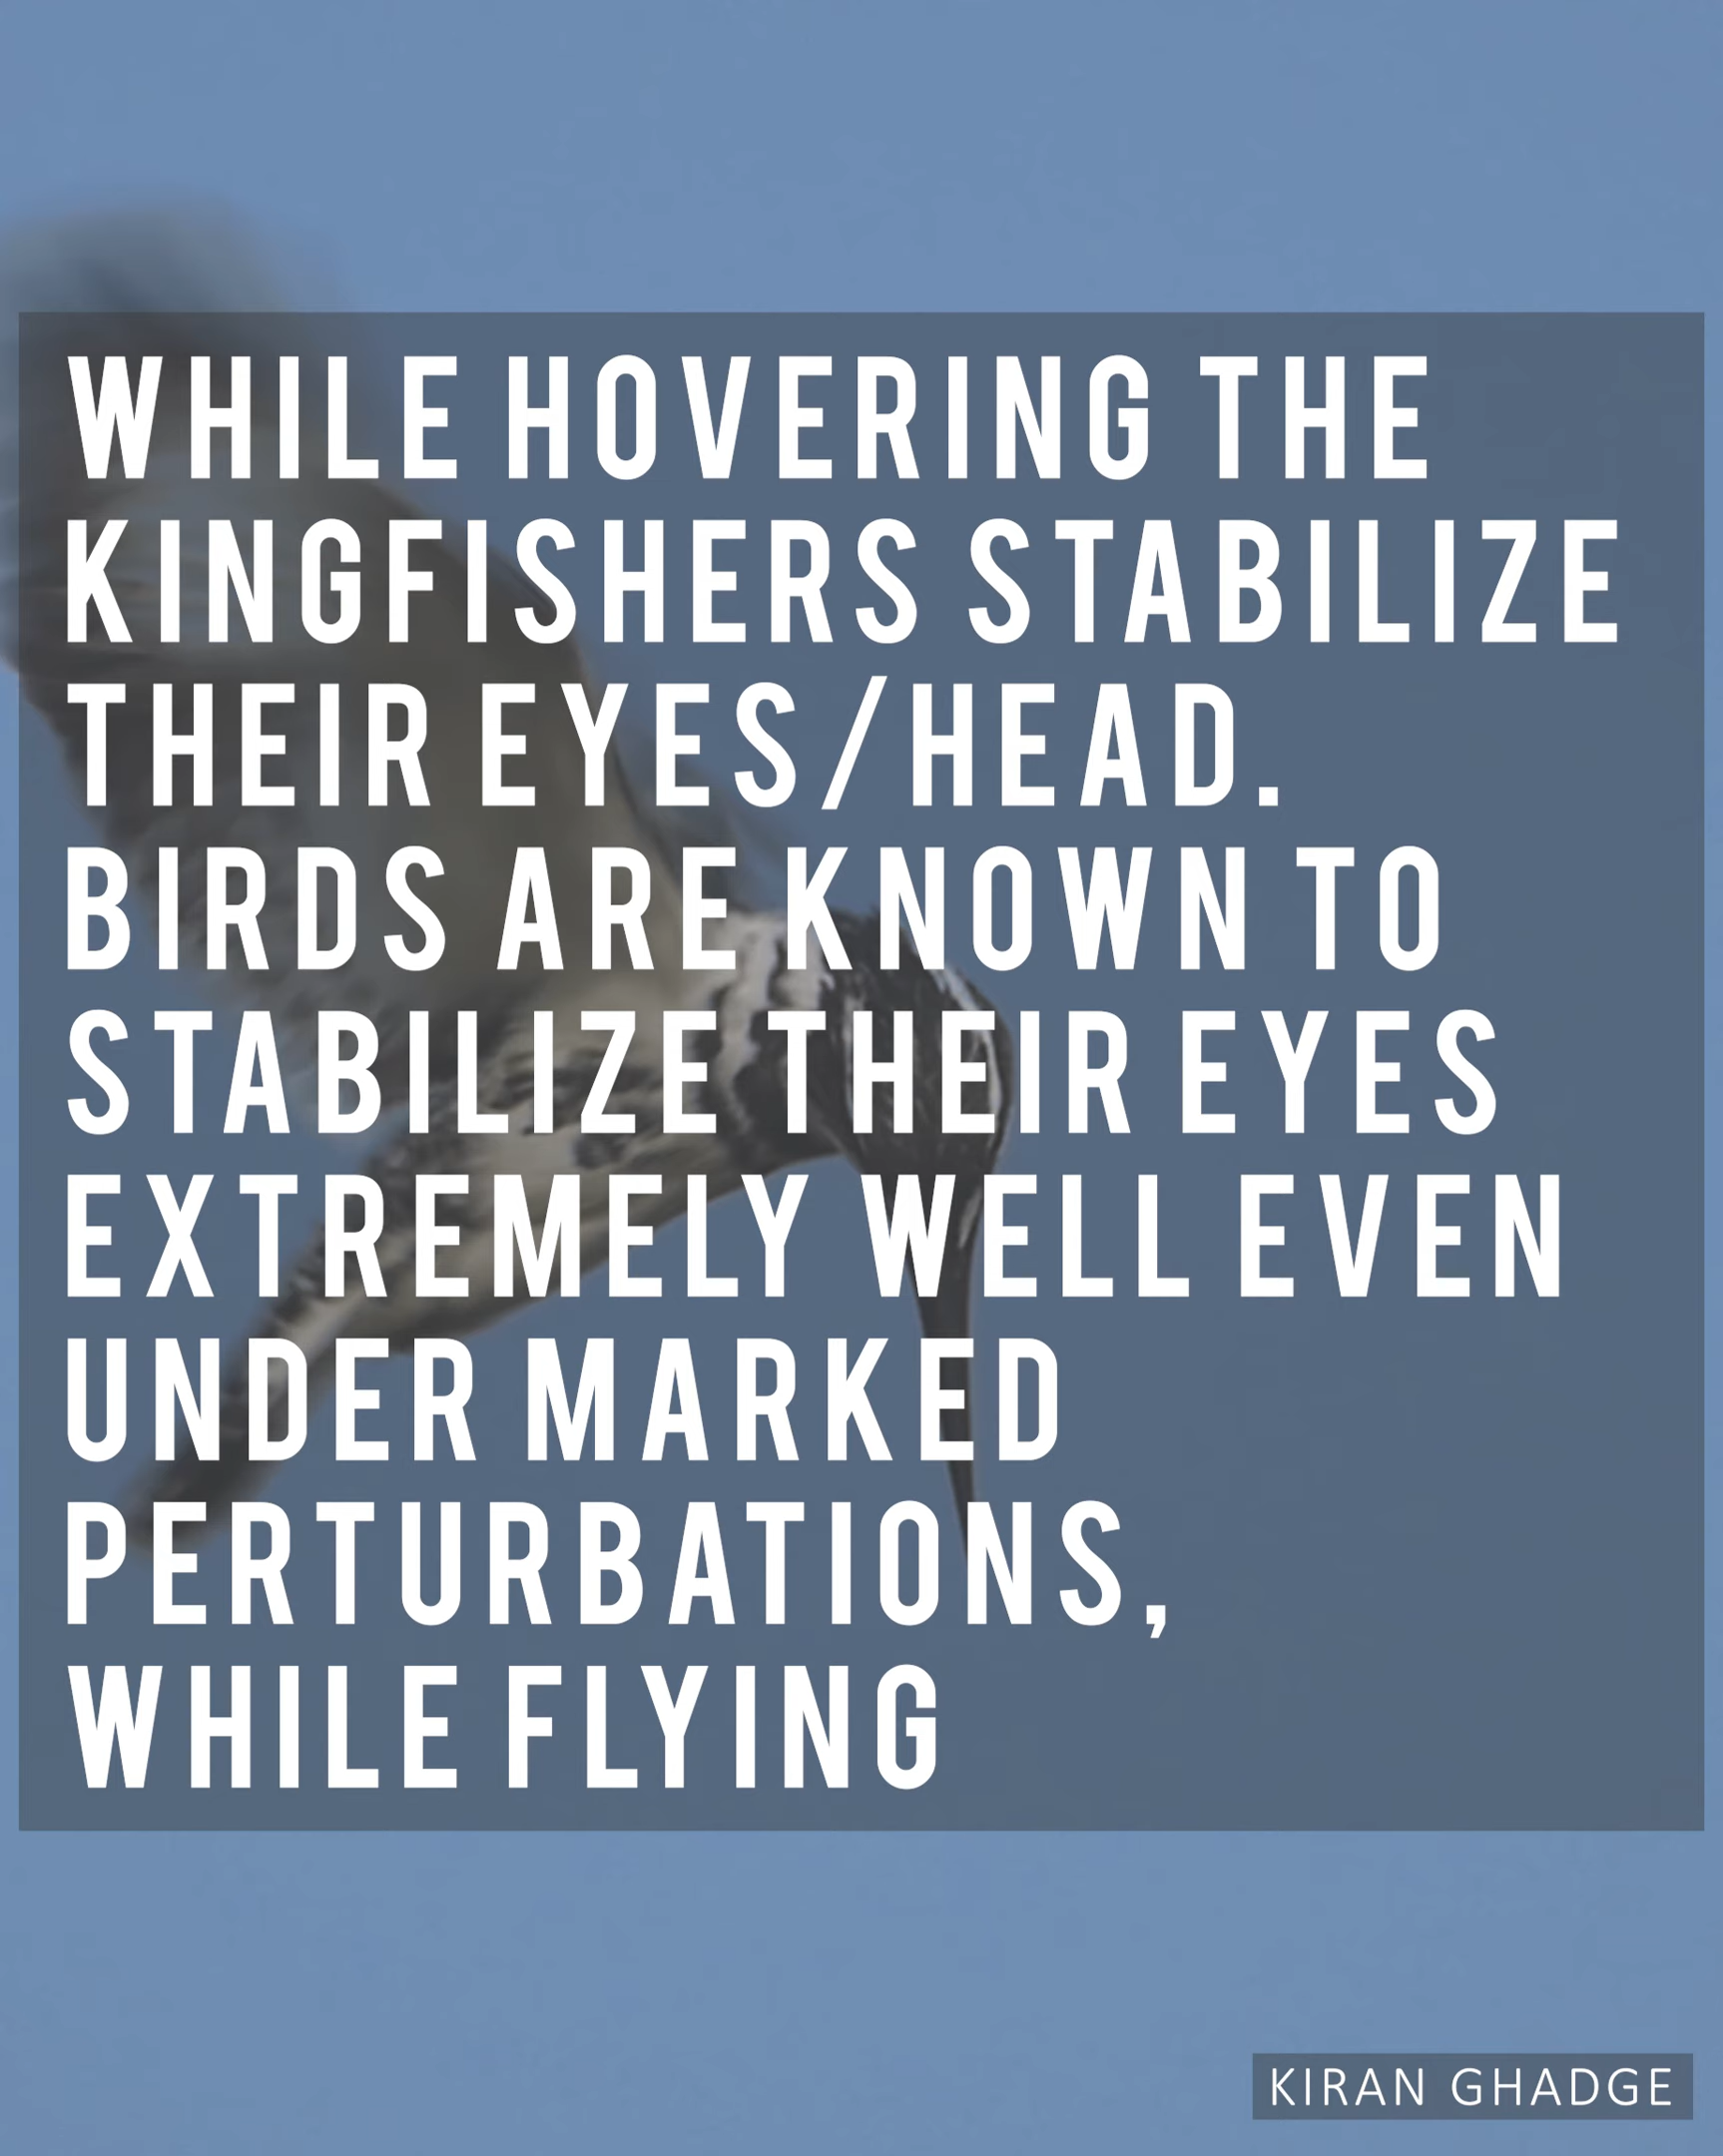 WHILE HOVERING THE
KINGFISHERS STABILIZE
THEIR EYES/HEAD.
BIRDS ARE KNOWN TO
STABILIZE THEIR EYES
EXTREMELY WELL EVEN
UNDER MARKED
PERTURBATIONS,
WHILE FLYING
KIRAN GHADGE